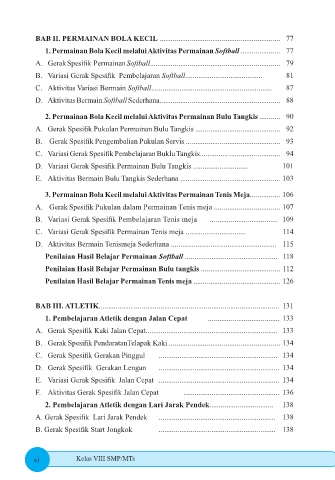 BAB II. PERMAINAN BOLA KECIL ........................................................ 77
1. Permainan Bola Kecil melalui Aktivitas Permainan Softball .................. 77
A. Gerak Spesifik Permainan Softball............................................................. 79
B. Variasi Gerak Spesifik Pembelajaran Softball................................... 81
C. Aktivitas Variasi Bermain Softball.......................................................... 87
D. Aktivitas Bermain Softball Sederhana........................................................ 88
2. Permainan Bola Kecil melalui Aktivitas Permainan Bulu Tangkis .......... 90
A. Gerak Spesifik Pukulan Permainan Bulu Tangkis ....................................... 92
B. Gerak Spesifik Pengembalian Pukulan Servis ............................................ 93
C. Variasi Gerak Spesifik Pembelajaran BukluTangkis..................................... 94
D. Variasi Gerak Spesifik Permainan Bulu Tangkis ......................... 101
E. Aktivitas Bermain Bulu Tangkis Sederhana ............................................... 103
3. Permainan Bola Kecil melalui Aktivitas Permainan Tenis Meja.............. 106
A. Gerak Spesifik Pukulan dalam Permainan Tenis meja ............................... 107
B. Variasi Gerak Spesifik Pembelajaran Tenis meja ............................... 109
C. Variasi Gerak Spesifik Permainan Tenis meja ............................ 114
D. Aktivitas Bermain Tenismeja Sederhana ................................................. 115
Penilaian Hasil Belajar Permainan Softball ........................................... 118
Penilaian Hasil Belajar Permainan Bulu tangkis ..................................... 112
Penilaian Hasil Belajar Permainan Tenis meja ........................................ 126
BAB III. ATLETIK..................................................................................... 131
1. Pembelajaran Atletik dengan Jalan Cepat ................................. 133
A. Gerak Spesifik Kaki Jalan Cepat............................................................. 133
B. Gerak Spesifik PendaratanTelapak Kaki .................................................... 134
C. Gerak Spesifik Gerakan Pinggul ....................................................... 134
D. Gerak Spesifik Gerakan Lengan ........................................................ 134
E. Variasi Gerak Spesifik Jalan Cepat ........................................................ 134
F. Aktivitas Gerak Spesifik Jalan Cepat ............................................ 136
2. Pembelajaran Atletik dengan Lari Jarak Pendek............................. 138
A. Gerak Spesifik Lari Jarak Pendek ...................................................... 138
B. Gerak Spesifik Start Jongkok ...................................................... 138
vi
Kelas VIII SMP/MTs